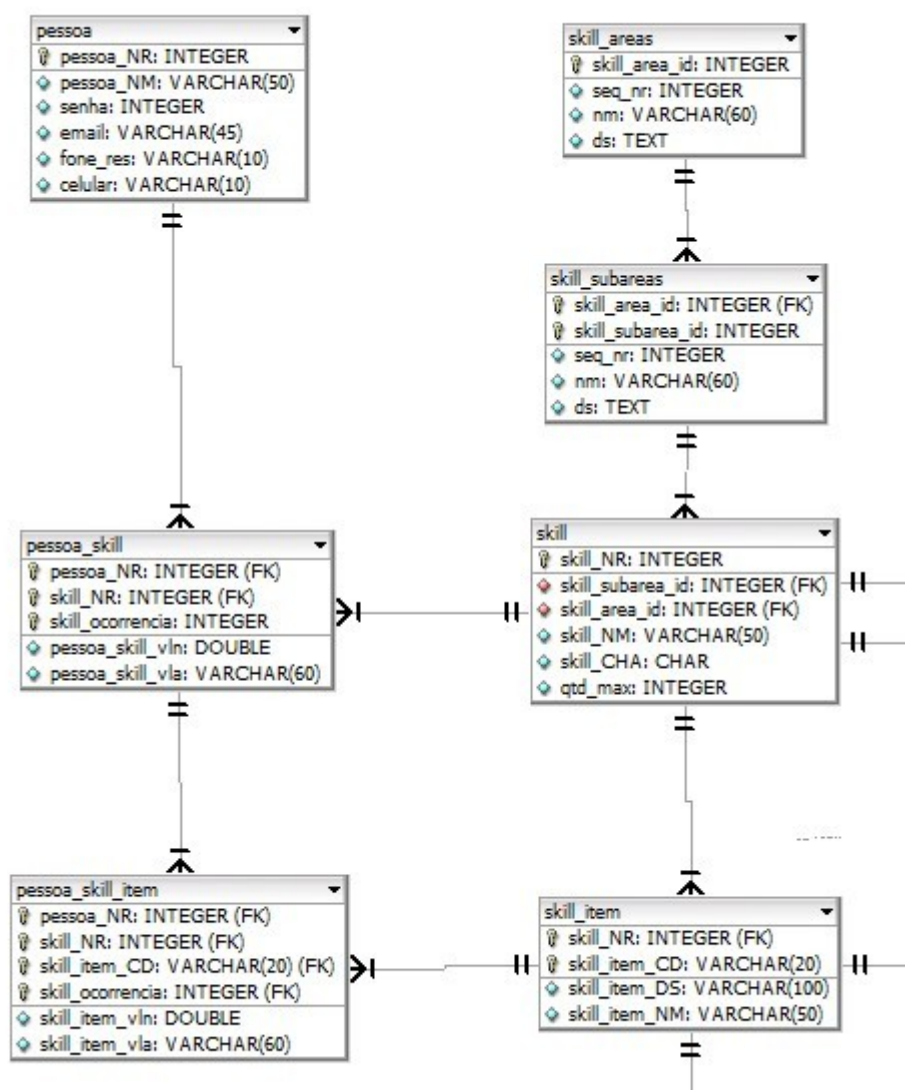 pessoa
pessoa_NR: INTEGER
pessoa_NM: VARCHAR(50)
senha: INTEGER
email: VARCHAR(45)
fone_res: VARCHAR(10)
celular: VARCHAR(10)
skill_areas
skill_area_id: INTEGER
seq_nr: INTEGER
nm: VARCHAR(60)
ds: TEXT
skill_subareas
skill_area_id: INTEGER (FK)
skill_subarea_id: INTEGER
seq_nr: INTEGER
nm: VARCHAR(60)
ds: TEXT
pessoa_skill
pessoa_NR: INTEGER (FK)
skill_NR: INTEGER (FK)
skill_ocorrencia: INTEGER
pessoa_skill_vln: DOUBLE
pessoa_skill_vla: VARCHAR(60)
skill
skill_NR: INTEGER
skill_subarea_id: INTEGER (FK)
skill_area_id: INTEGER (FK)
skill_NM: VARCHAR(50)
skill_CHA: CHAR
qtd_max: INTEGER
pessoa_skill_item
pessoa_NR: INTEGER (FK)
skill_NR: INTEGER (FK)
skill_item_CD: VARCHAR(20) (FK)
skill_ocorrencia: INTEGER (FK)
skill_item_vln: DOUBLE
skill_item_vla: VARCHAR(60)
skill_item
skill_NR: INTEGER (FK)
skill_item_CD: VARCHAR(20)
skill_item_DS: VARCHAR(100)
skill_item_NM: VARCHAR(50)